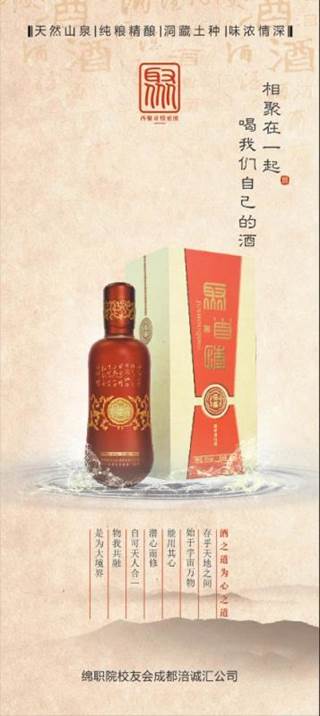 天然山泉|纯粮精酿|洞藏土种|味浓情深
聚
相聚在一起
喝我们自己的酒
酒之道为心之道
存乎天地之间
始于宇宙万物
能用其心
潜心而修
自可天人合一
物我共融
是为大境界
绵职院校友会成都涪诚汇公司